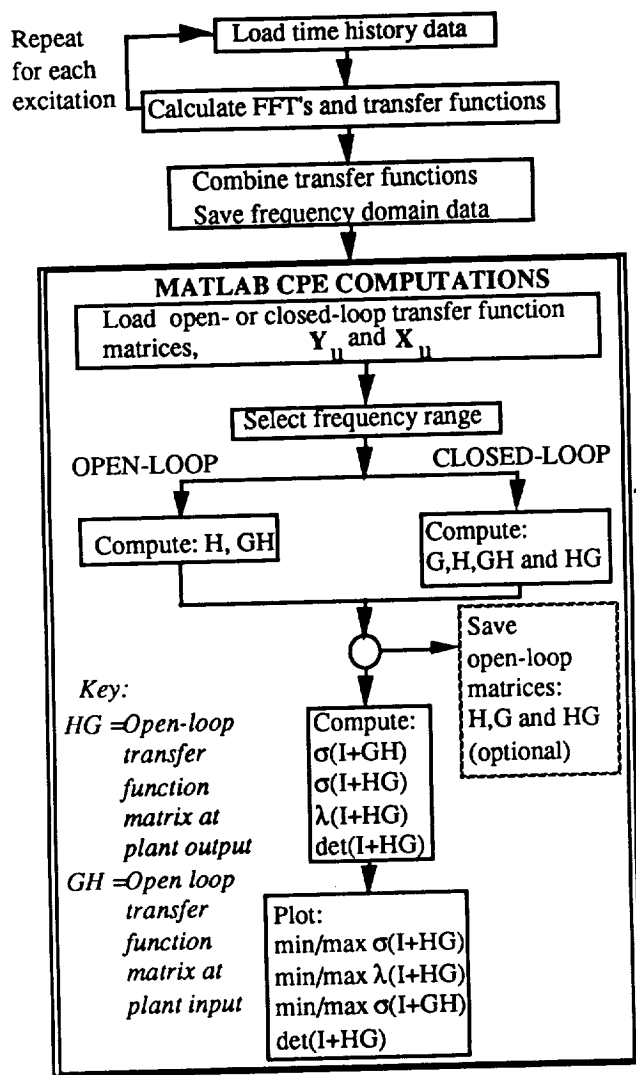 Repeat
for each
excitation
Load time history data
Calculate FFT's and transfer functions
Combine transfer functions
Save frequency domain data
MATLAB CPE COMPUTATIONS
Load open- or closed-loop transfer function
matrices, Y_u and X_u
Select frequency range
OPEN-LOOP
CLOSED-LOOP
Compute: H, GH
Compute:
G,H,GH and HG
Save
open-loop
matrices:
H,G and HG
(optional)
Key:
HG =Open-loop
transfer
function
matrix at
plant output
GH =Open loop
transfer
function
matrix at
plant input
Compute:
σ(I+GH)
σ(I+HG)
λ(I+HG)
det(I+HG)
Plot:
min/max σ(I+HG)
min/max λ(I+HG)
min/max σ(I+GH)
det(I+HG)